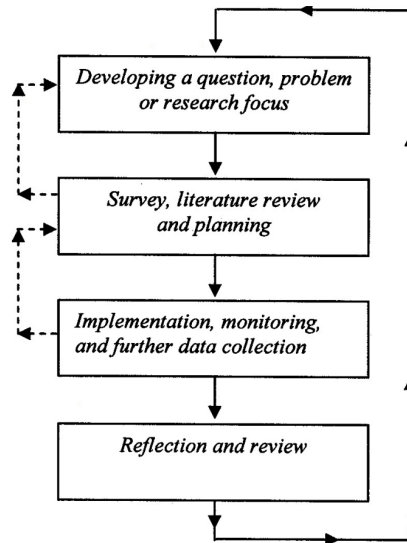 Developing a question, problem
or research focus
Survey, literature review
and planning
Implementation, monitoring,
and further data collection
Reflection and review